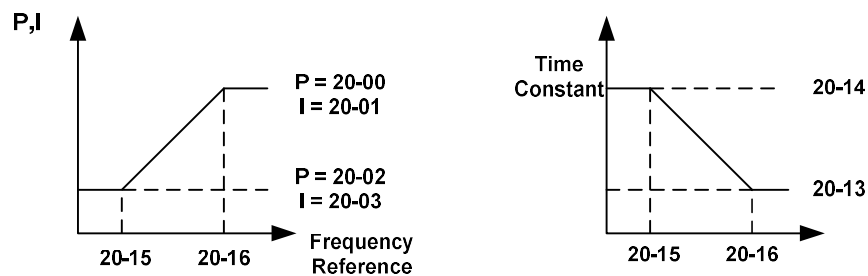 P,I
P = 20-00
I = 20-01
P = 20-02
I = 20-03
20-15
20-16
Frequency
Reference
Time
Constant
20-14
20-13
20-15
20-16